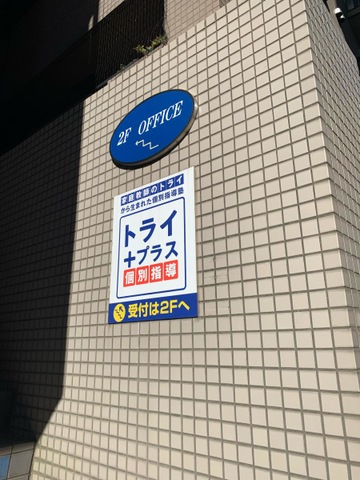 2F OFFICE
家庭教師のトライ
から生まれた個別指導塾
トライ
+プラス
個別指導
受付は2Fへ